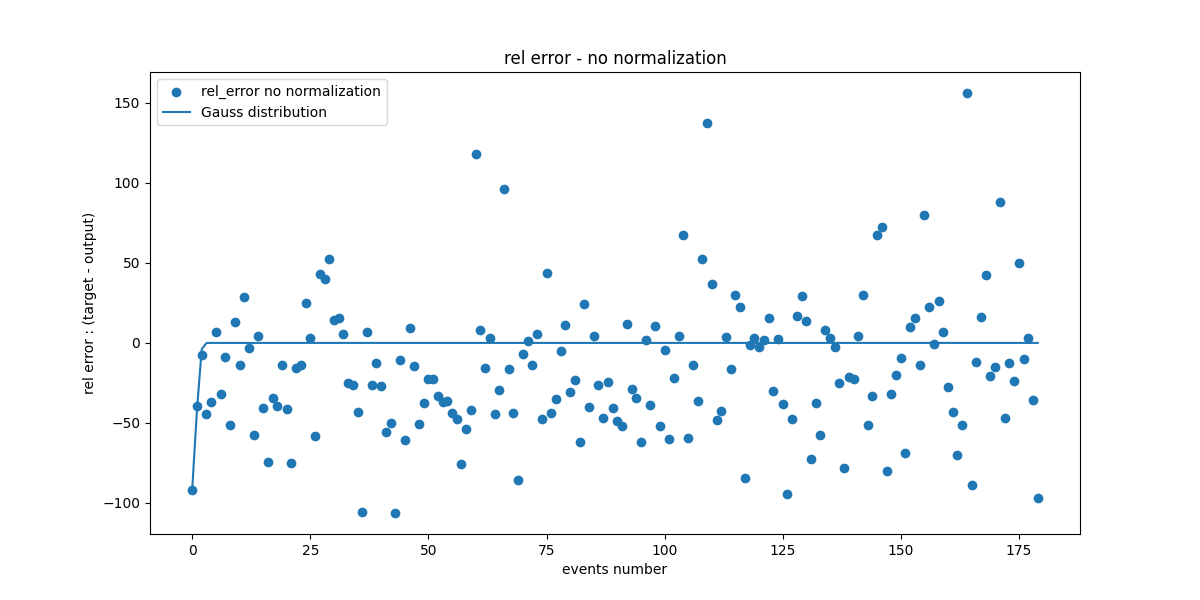 rel error - no normalization
rel_error no normalization
Gauss distribution
rel error : (target - output)
150
100
50
0
−50
−100
0
25
50
75
100
125
150
175
events number